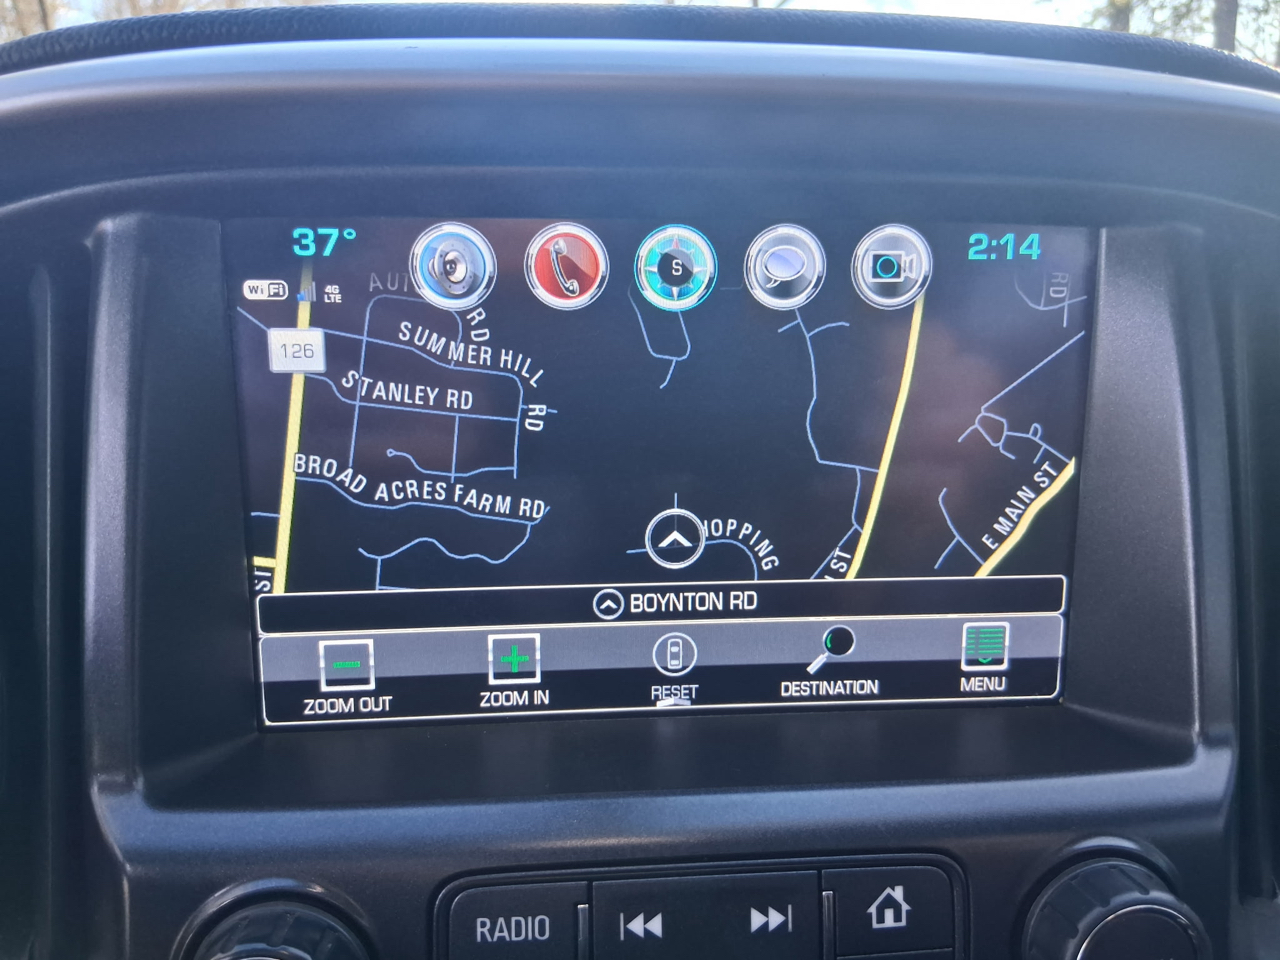 37°
S
2:14
WiFi
4G
LTE
RD
RD
126
SUMMER HILL
RD
STANLEY RD
BROAD ACRES FARM RD
E MAIN ST
ST
ST
BOYNTON RD
ZOOM OUT
ZOOM IN
RESET
DESTINATION
MENU
RADIO